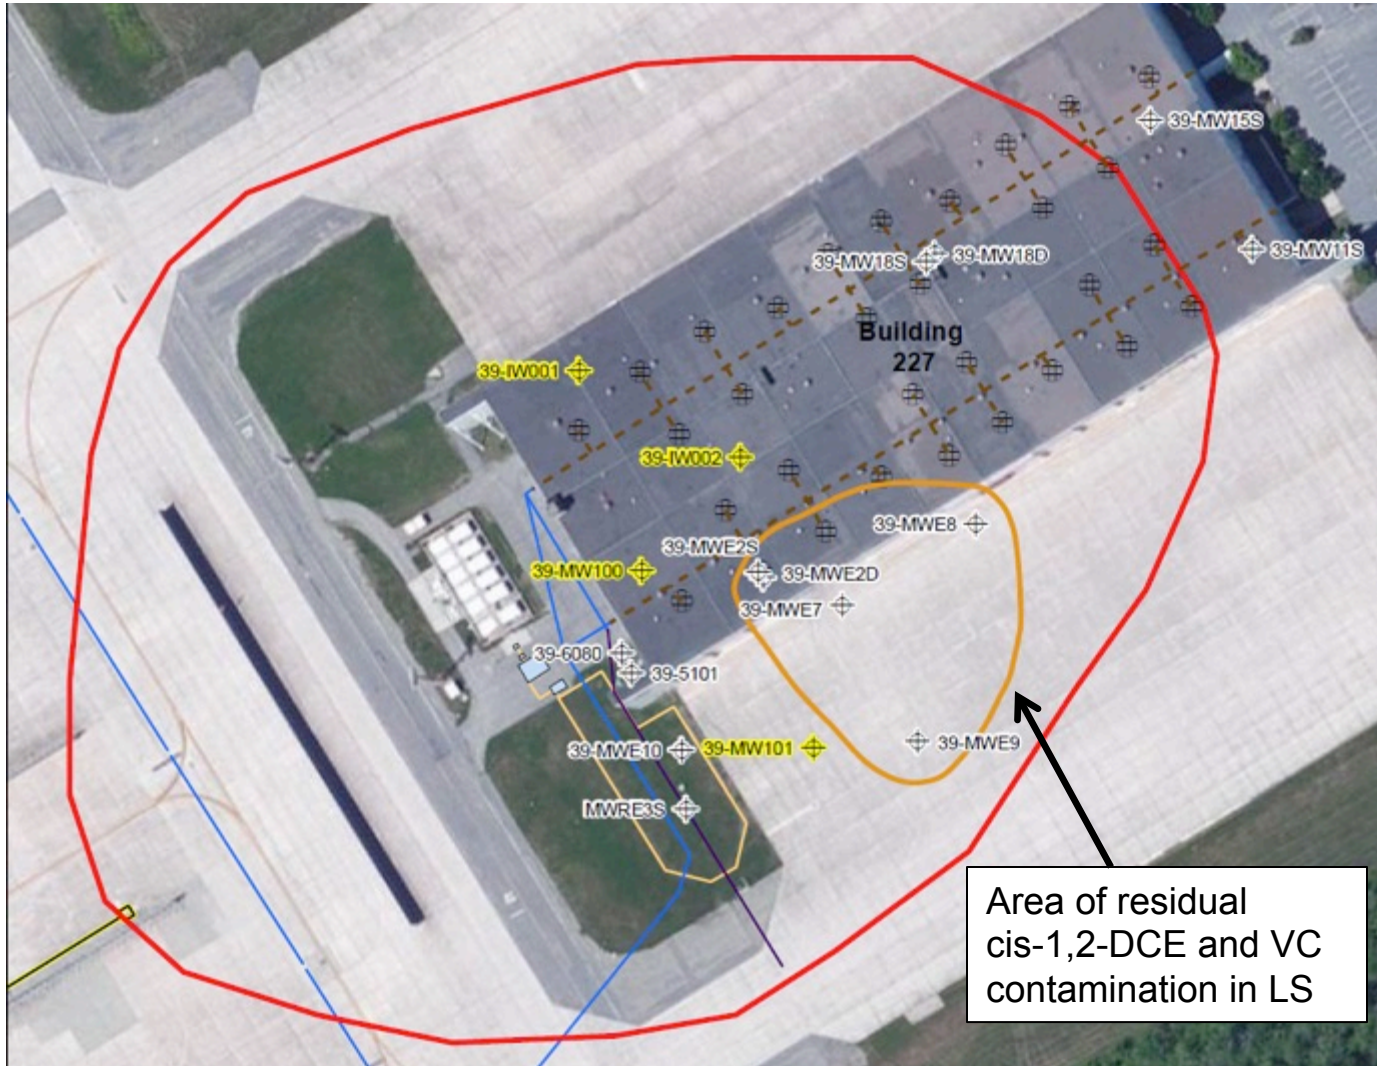 39-MW15S
39-MW11S
39-MW18S
39-MW18D
Building
227
39-IW001
39-IW002
39-MWE8
39-MWE2S
39-MW100
39-MWE2D
39-MWE7
39-6080
39-5101
39-MWE10
39-MW101
39-MWE9
MWRE3S
Area of residual
cis-1,2-DCE and VC
contamination in LS